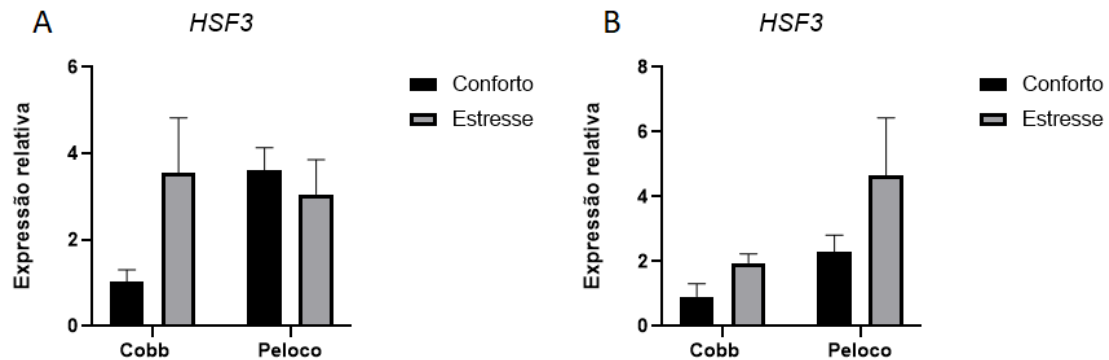 A
HSF3
Expressão relativa
6
4
2
0
Cobb
Peloco
Conforto
Estresse
B
HSF3
Expressão relativa
8
6
4
2
0
Cobb
Peloco
Conforto
Estresse